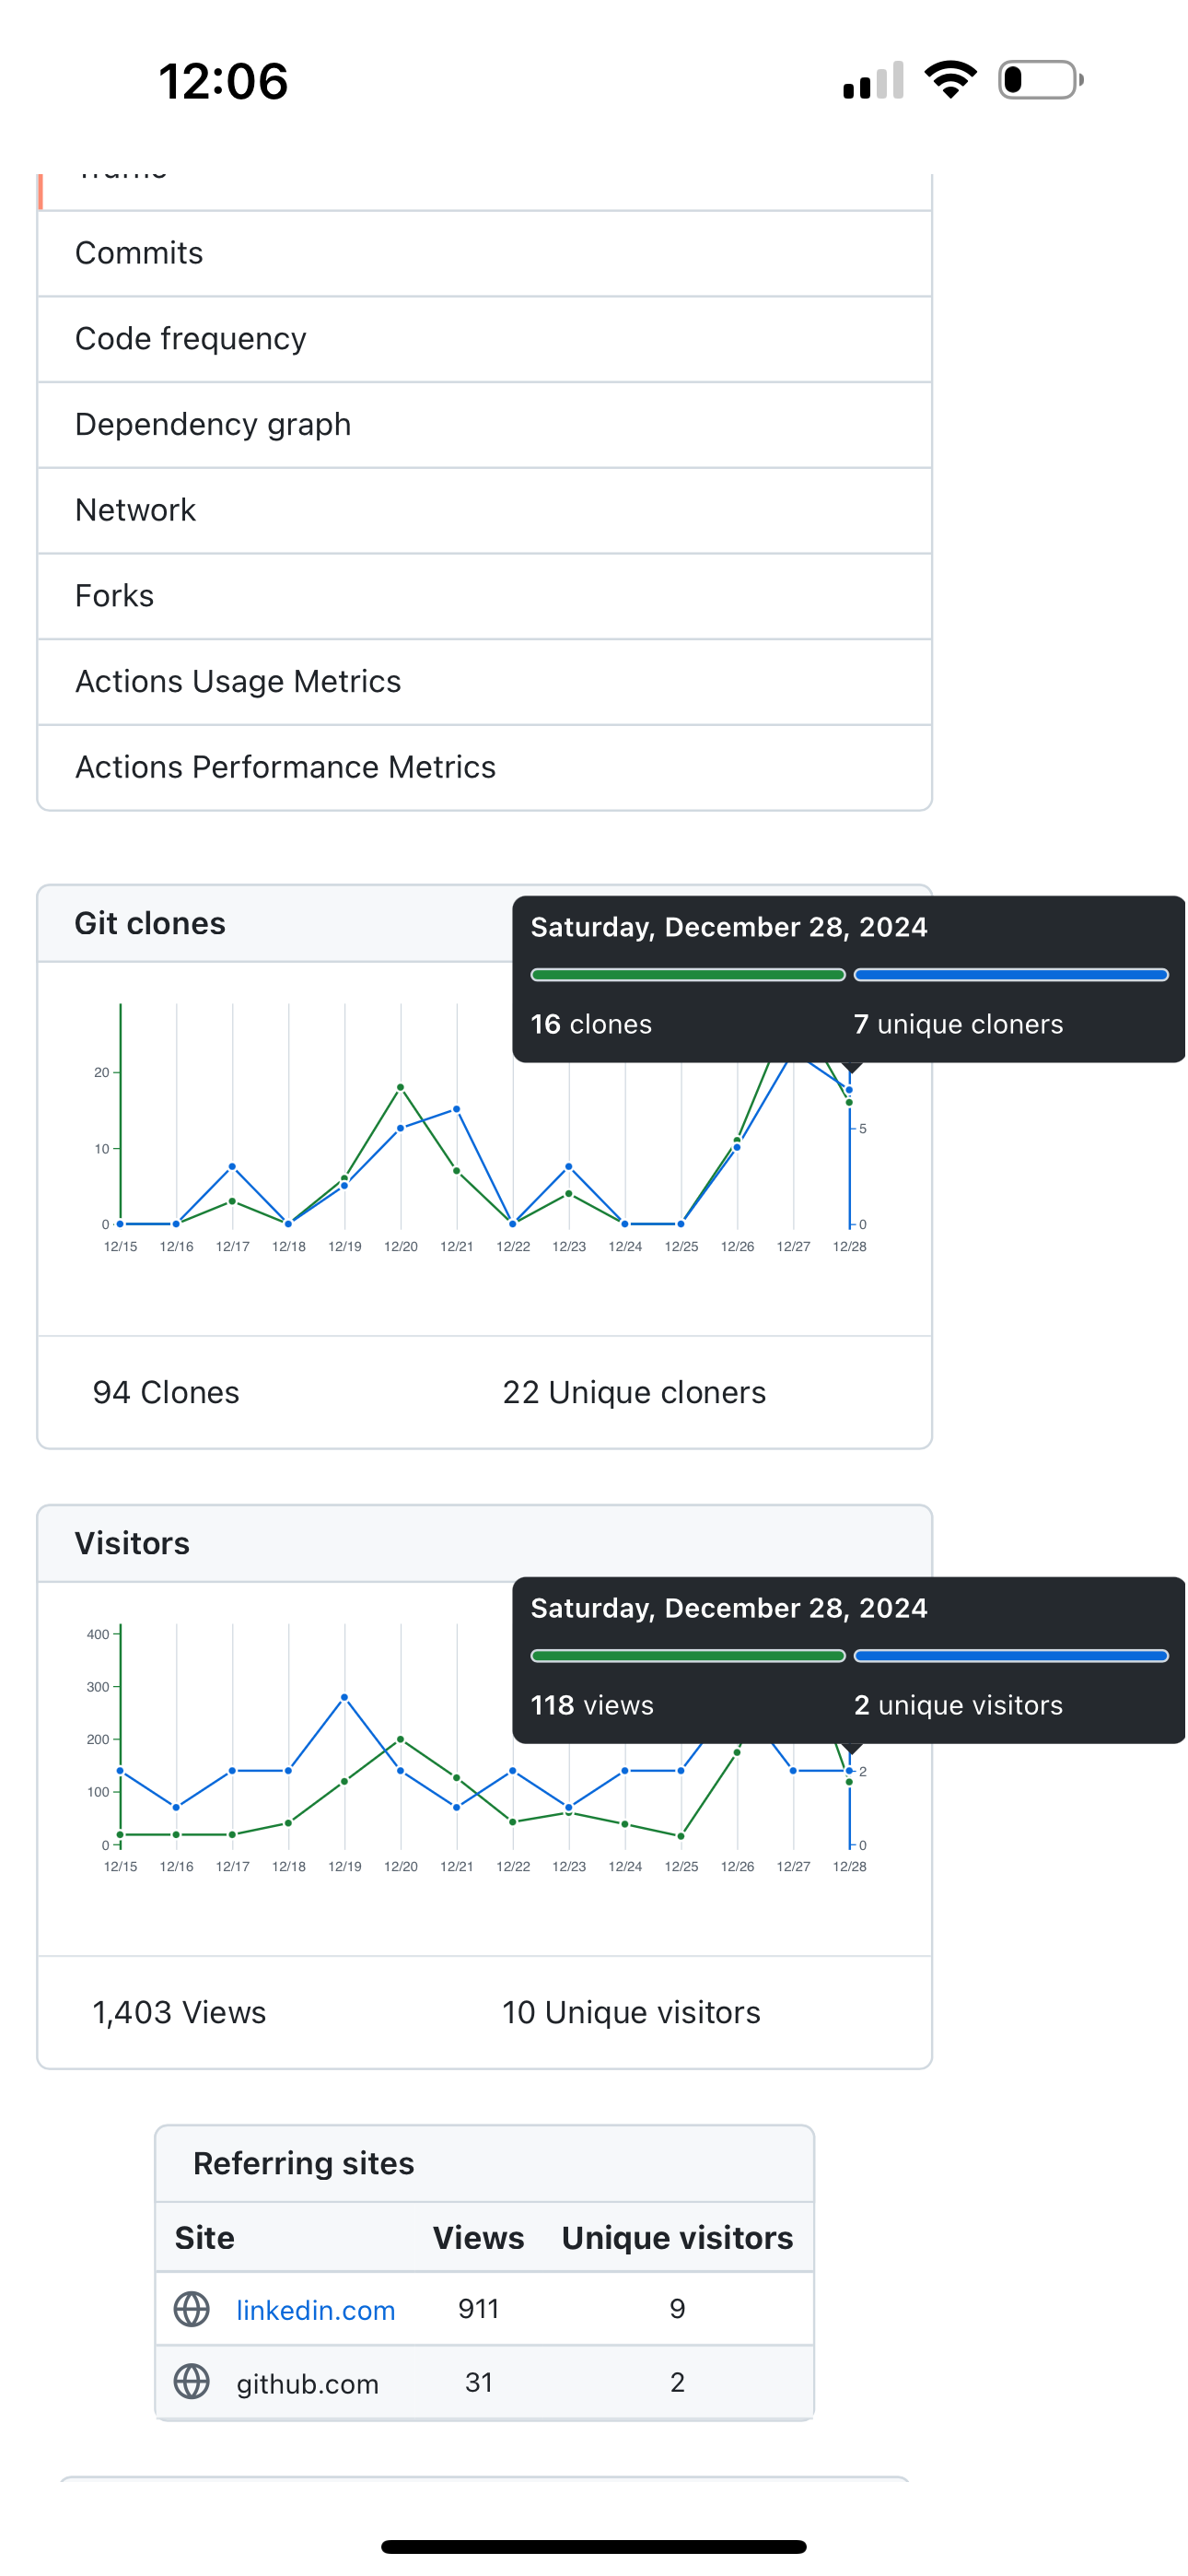 12:06
Commits
Code frequency
Dependency graph
Network
Forks
Actions Usage Metrics
Actions Performance Metrics
Git clones
Saturday, December 28, 2024
16 clones 7 unique cloners
20
10
5
0 0
12/15 12/16 12/17 12/18 12/19 12/20 12/21 12/22 12/23 12/24 12/25 12/26 12/27 12/28
94 Clones 22 Unique cloners
Visitors
Saturday, December 28, 2024
118 views 2 unique visitors
400
300
200
2
100
0 0
12/15 12/16 12/17 12/18 12/19 12/20 12/21 12/22 12/23 12/24 12/25 12/26 12/27 12/28
1,403 Views 10 Unique visitors
Referring sites
Site Views Unique visitors
linkedin.com 911 9
github.com 31 2